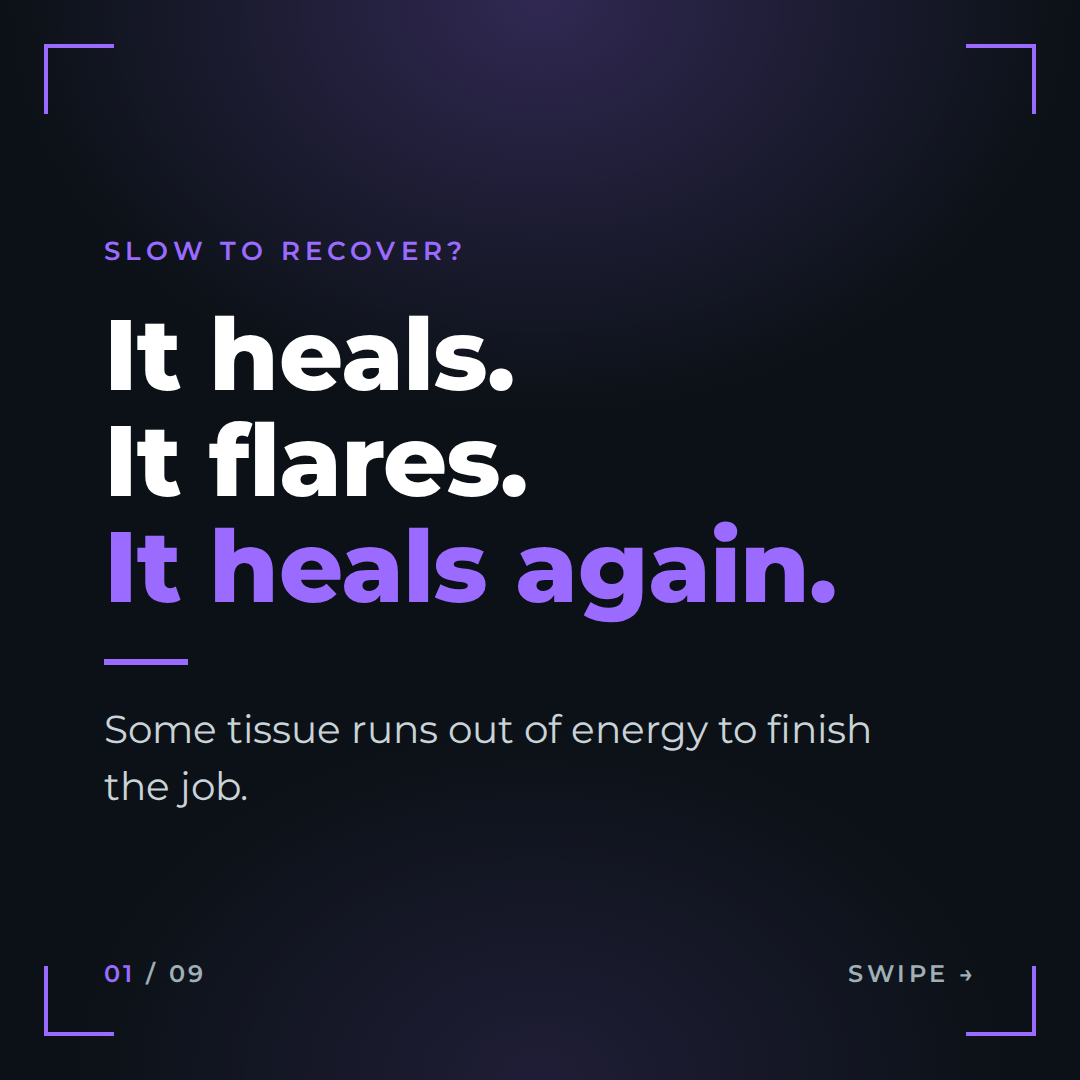 SLOW TO RECOVER?
It heals.
It flares.
It heals again.
Some tissue runs out of energy to finish
the job.
01 / 09
SWIPE →